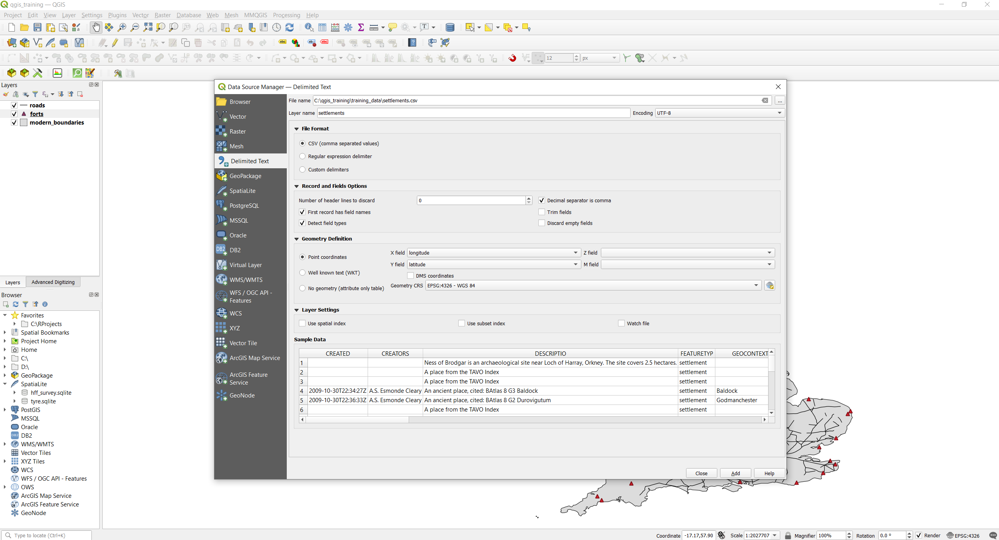 qgis_training — QGIS
Project Edit View Layer Settings Plugins Vector Raster Database Web Mesh MMQGIS Processing Help
12 px
Layers
roads
forts
modern_boundaries
Layers Advanced Digitizing
Browser
Favorites
C:\RProjects
Spatial Bookmarks
Project Home
Home
C:\
D:\
GeoPackage
SpatiaLite
hff_survey.sqlite
tyre.sqlite
PostGIS
MSSQL
Oracle
DB2
WMS/WMTS
Vector Tiles
XYZ Tiles
WCS
WFS / OGC API - Features
OWS
ArcGIS Map Service
ArcGIS Feature Service
GeoNode
Data Source Manager — Delimited Text
Browser
Vector
Raster
Mesh
Delimited Text
GeoPackage
SpatiaLite
PostgreSQL
MSSQL
Oracle
DB2
Virtual Layer
WMS/WMTS
WFS / OGC API -
Features
WCS
XYZ
Vector Tile
ArcGIS Map Service
ArcGIS Feature
Service
GeoNode
File name C:\qgis_training\training_data\settlements.csv ...
Layer name settlements Encoding UTF-8
File Format
CSV (comma separated values)
Regular expression delimiter
Custom delimiters
Record and Fields Options
Number of header lines to discard 0 Decimal separator is comma
First record has field names Trim fields
Detect field types Discard empty fields
Geometry Definition
Point coordinates X field longitude Z field
Y field latitude M field
Well known text (WKT) DMS coordinates
No geometry (attribute only table) Geometry CRS EPSG:4326 - WGS 84
Layer Settings
Use spatial index Use subset index Watch file
Sample Data
CREATED CREATORS DESCRIPTIO FEATURETYP GEOCONTEXT
1 Ness of Brodgar is an archaeological site near Loch of Harray, Orkney. The site covers 2.5 hectares. settlement
2 A place from the TAVO Index settlement
3 A place from the TAVO Index settlement
4 2009-10-30T22:34:27Z A.S. Esmonde Cleary An ancient place, cited: BAtlas 8 G3 Baldock settlement Baldock
5 2009-10-30T22:36:33Z A.S. Esmonde Cleary An ancient place, cited: BAtlas 8 G2 Durovigutum settlement Godmanchester
6 A place from the TAVO Index settlement
Close Add Help
Type to locate (Ctrl+K) Coordinate -17.17,57.90 Scale 1:2027707 Magnifier 100% Rotation 0.0 ° Render EPSG:4326